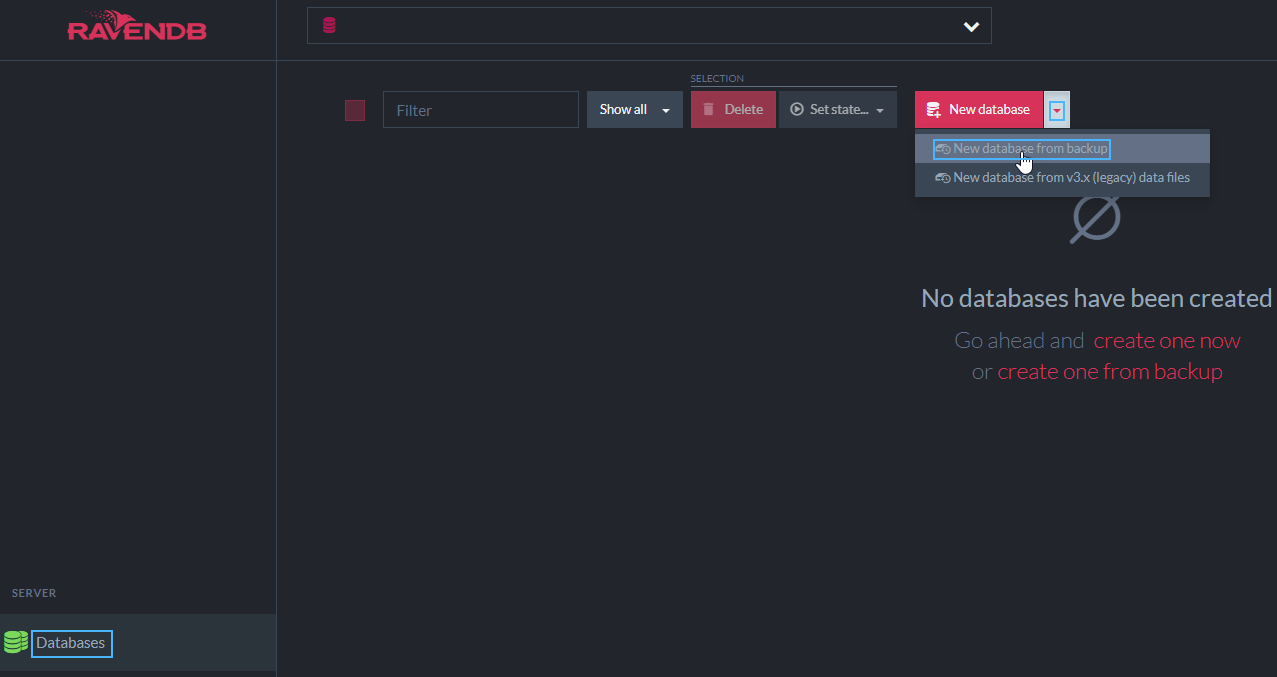 RAVENDB
SELECTION
Filter
Show all
Delete
Set state...
New database
New database from backup
New database from v3.x (legacy) data files
No databases have been created
Go ahead and create one now
or create one from backup
SERVER
Databases